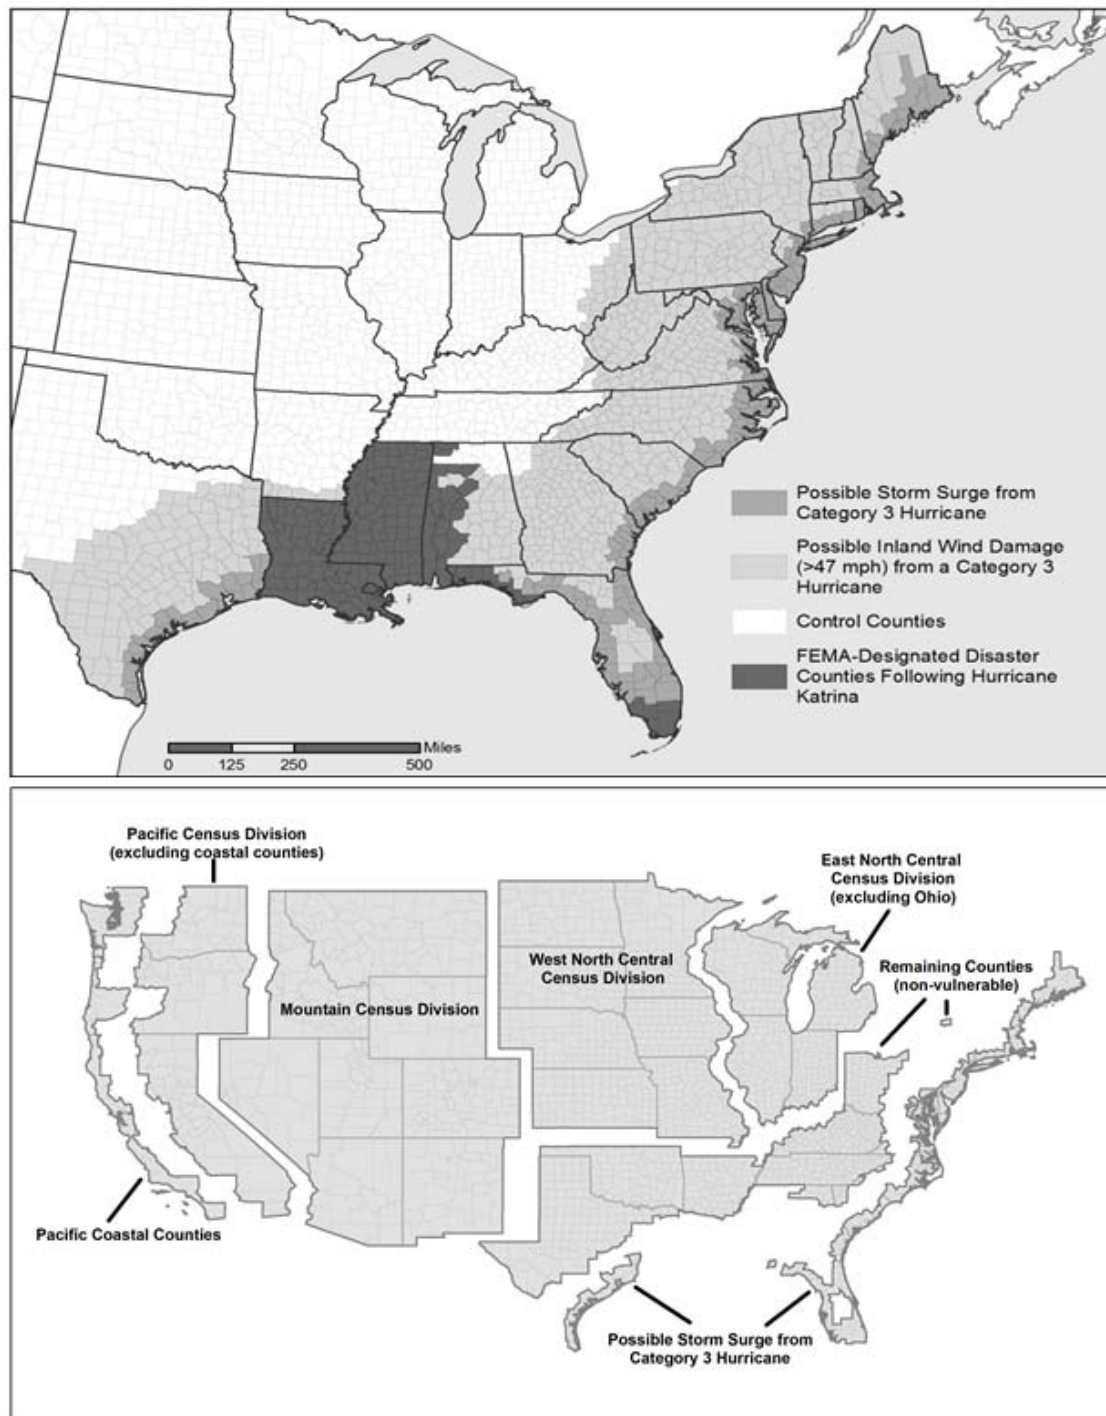 Possible Storm Surge from
Category 3 Hurricane
Possible Inland Wind Damage
(>47 mph) from a Category 3
Hurricane
Control Counties
FEMA-Designated Disaster
Counties Following Hurricane
Katrina
Miles
0 125 250 500
Pacific Census Division
(excluding coastal counties)
East North Central
Census Division
(excluding Ohio)
West North Central
Census Division
Remaining Counties
(non-vulnerable)
Mountain Census Division
Pacific Coastal Counties
Possible Storm Surge from
Category 3 Hurricane